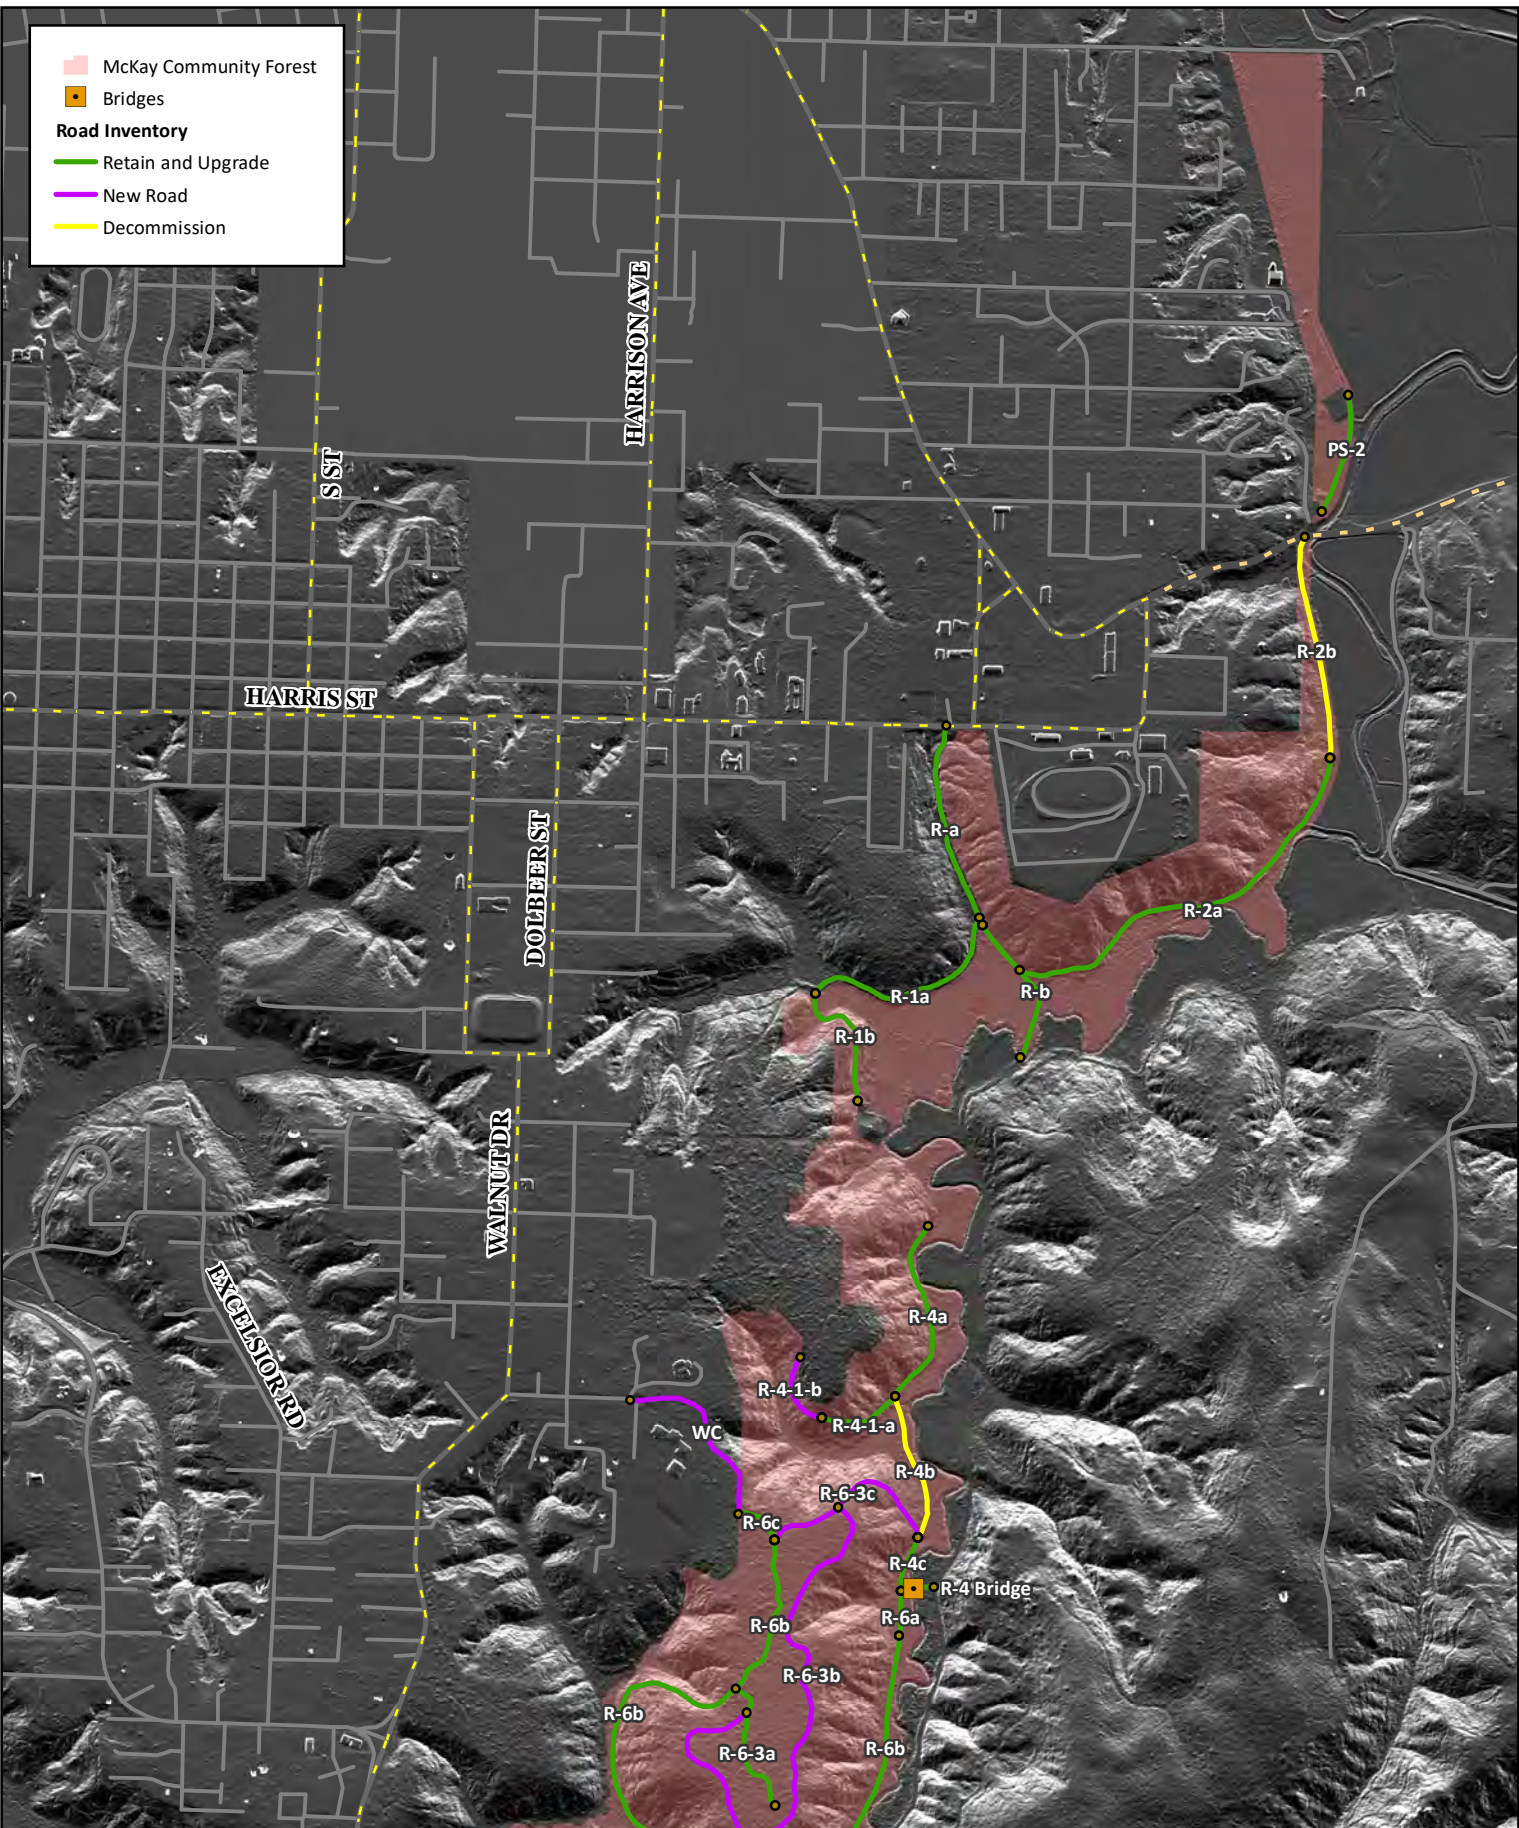 McKay Community Forest
Bridges
Road Inventory
Retain and Upgrade
New Road
Decommission
HARRISON AVE
S ST
PS-2
R-2b
HARRIS ST
R-a
DOLBEER ST
R-2a
R-1a
R-b
R-1b
WALNUT DR
EXCELSIOR RD
R-4a
R-4-1-b
R-4-1-a
WC
R-4b
R-6-3c
R-6c
R-4c
R-4 Bridge
R-6a
R-6b
R-6-3b
R-6b
R-6-3a
R-6b